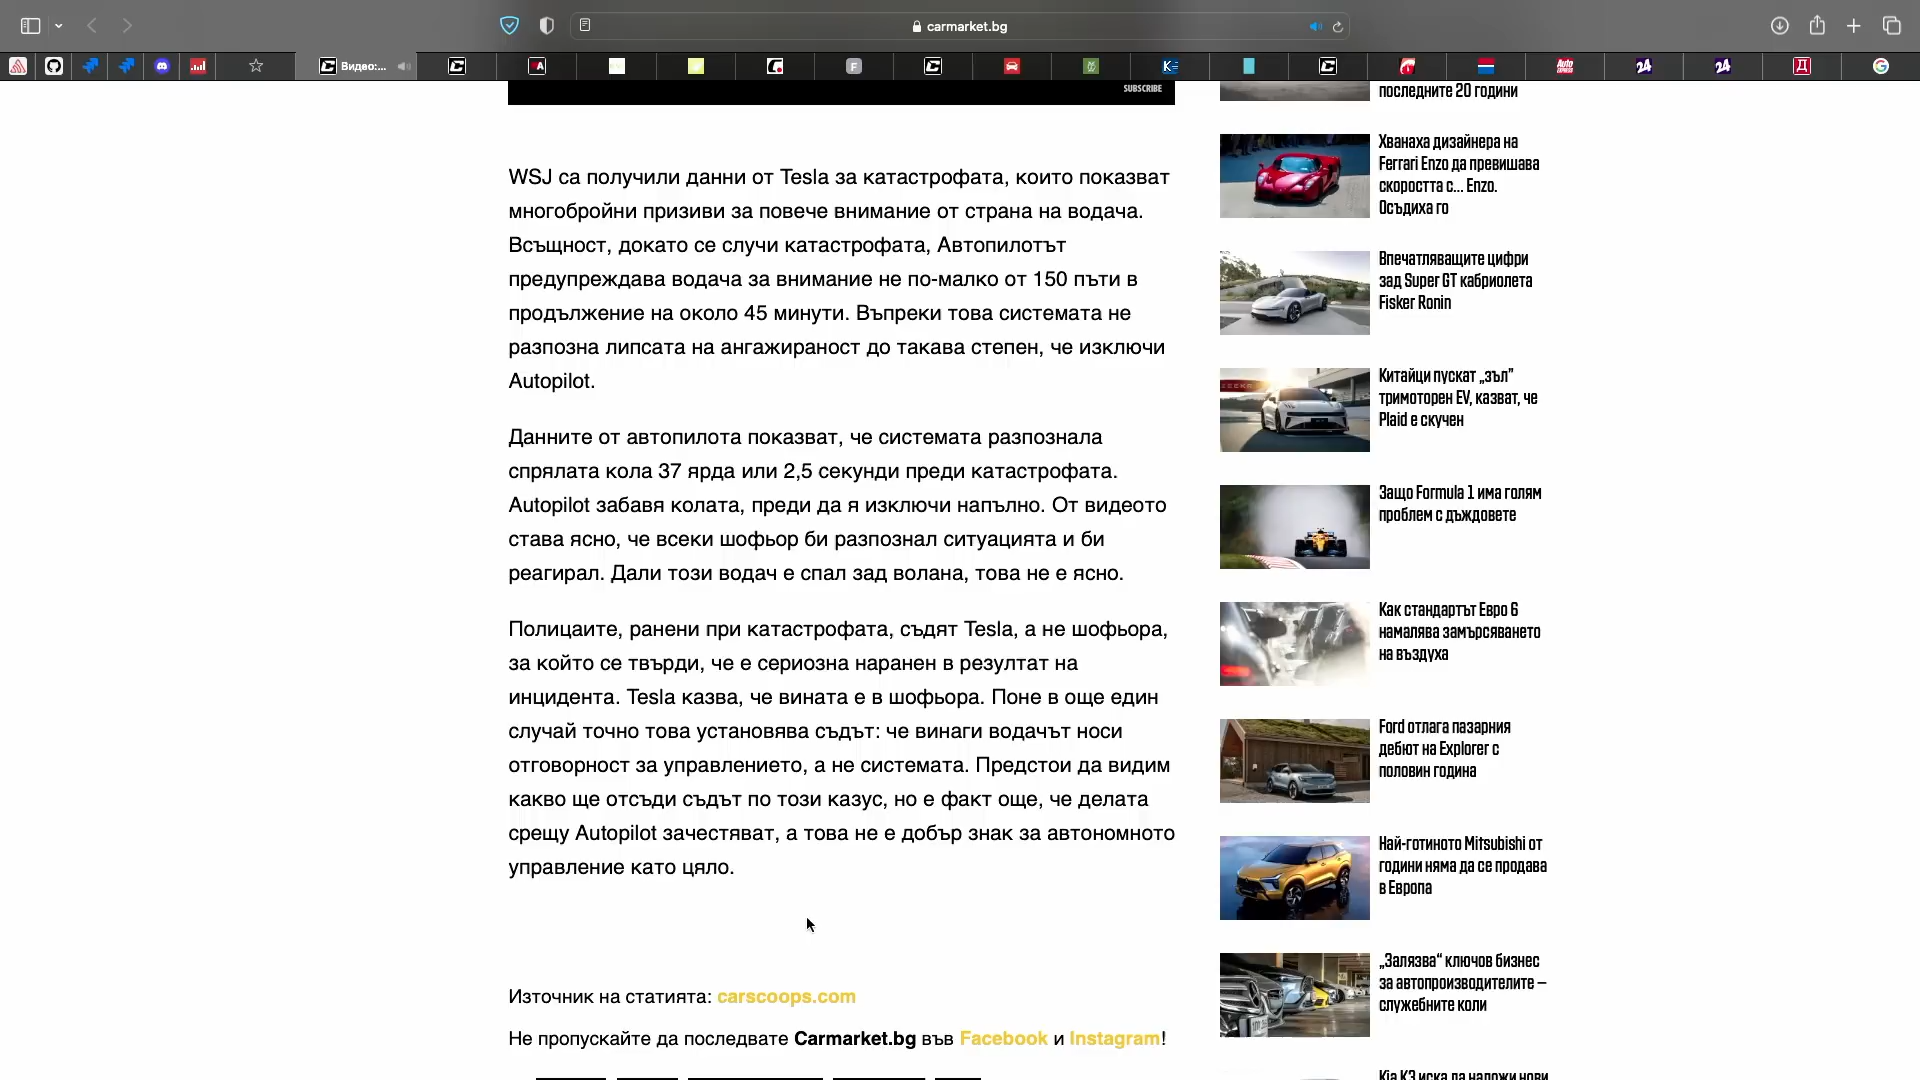 carmarket.bg
Видео:...
SUBSCRIBE
WSJ са получили данни от Tesla за катастрофата, които показват
многобройни призиви за повече внимание от страна на водача.
Всъщност, докато се случи катастрофата, Автопилотът
предупреждава водача за внимание не по-малко от 150 пъти в
продължение на около 45 минути. Въпреки това системата не
разпозна липсата на ангажираност до такава степен, че изключи
Autopilot.
Данните от автопилота показват, че системата разпознала
спрялата кола 37 ярда или 2,5 секунди преди катастрофата.
Autopilot забавя колата, преди да я изключи напълно. От видеото
става ясно, че всеки шофьор би разпознал ситуацията и би
реагирал. Дали този водач е спал зад волана, това не е ясно.
Полицаите, ранени при катастрофата, съдят Tesla, а не шофьора,
за който се твърди, че е сериозна наранен в резултат на
инцидента. Tesla казва, че вината е в шофьора. Поне в още един
случай точно това установява съдът: че винаги водачът носи
отговорност за управлението, а не системата. Предстои да видим
какво ще отсъди съдът по този казус, но е факт още, че делата
срещу Autopilot зачестяват, а това не е добър знак за автономното
управление като цяло.
Източник на статията: carscoops.com
Не пропускайте да последвате Carmarket.bg във Facebook и Instagram!
последните 20 години
Хванаха дизайнера на
Ferrari Enzo да превишава
скоростта с... Enzo.
Осъдиха го
Впечатляващите цифри
зад Super GT кабриолета
Fisker Ronin
Китайци пускат „зъл”
тримоторен EV, казват, че
Plaid е скучен
Защо Formula 1 има голям
проблем с дъждовете
Как стандартът Евро 6
намалява замърсяването
на въздуха
Ford отлага пазарния
дебют на Explorer с
половин година
Най-готиното Mitsubishi от
години няма да се продава
в Европа
„Залязва“ ключов бизнес
за автопроизводителите –
служебните коли
Kia K3 иска да наложи нови